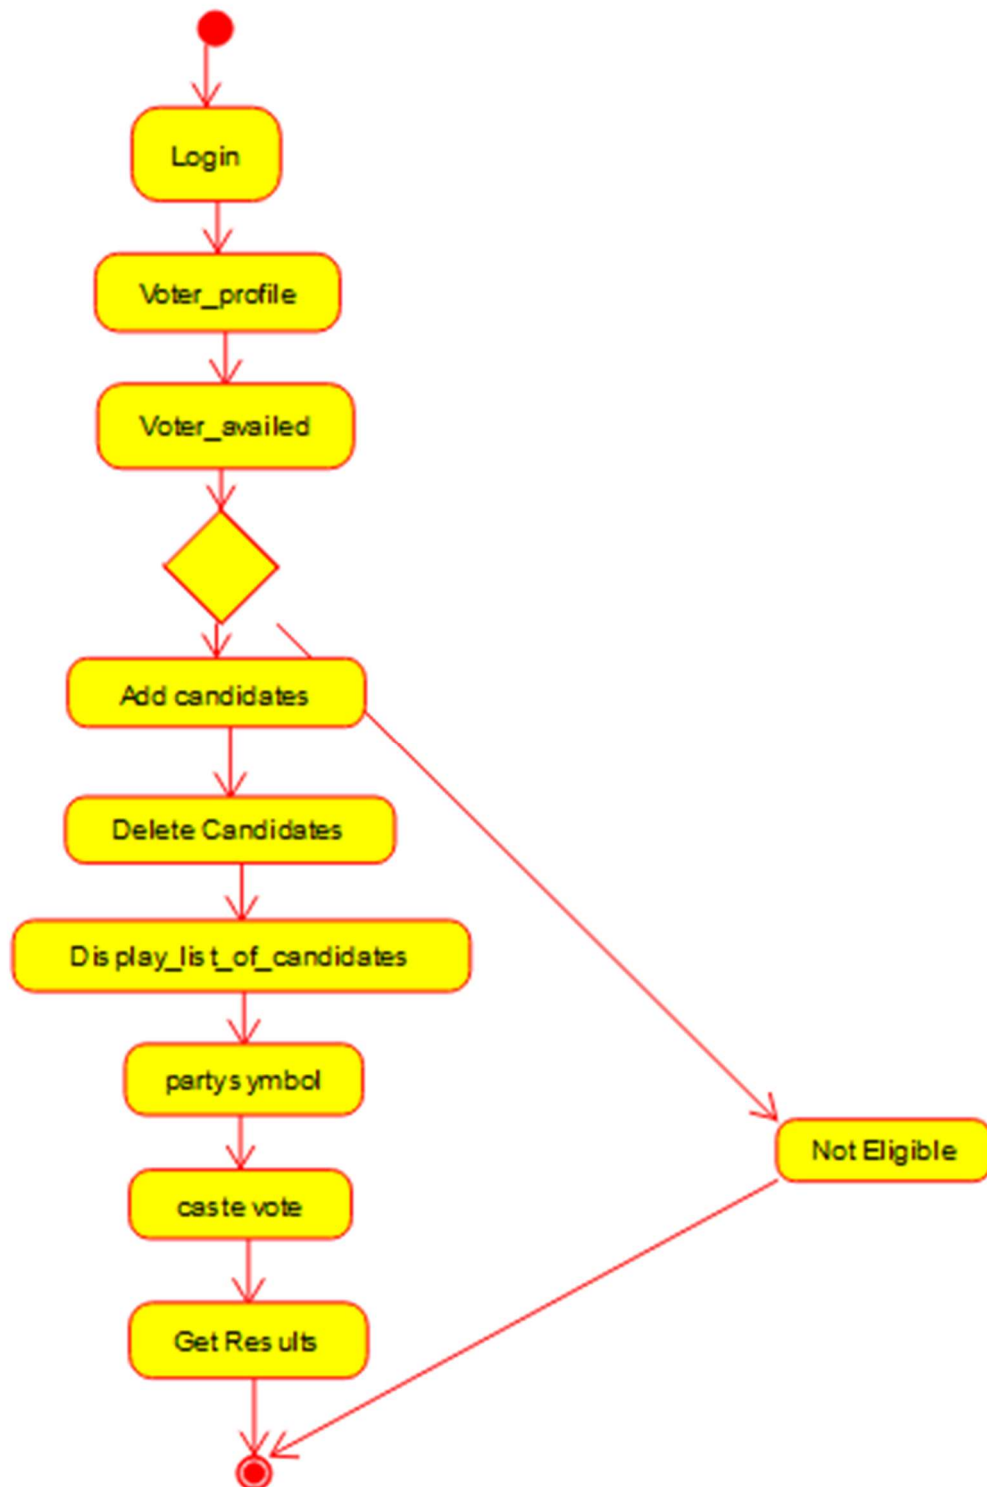 Login
Voter_profile
Voter_availed
Add candidates
Delete Candidates
Display_list_of_candidates
partysymbol
caste vote
Not Eligible
Get Results